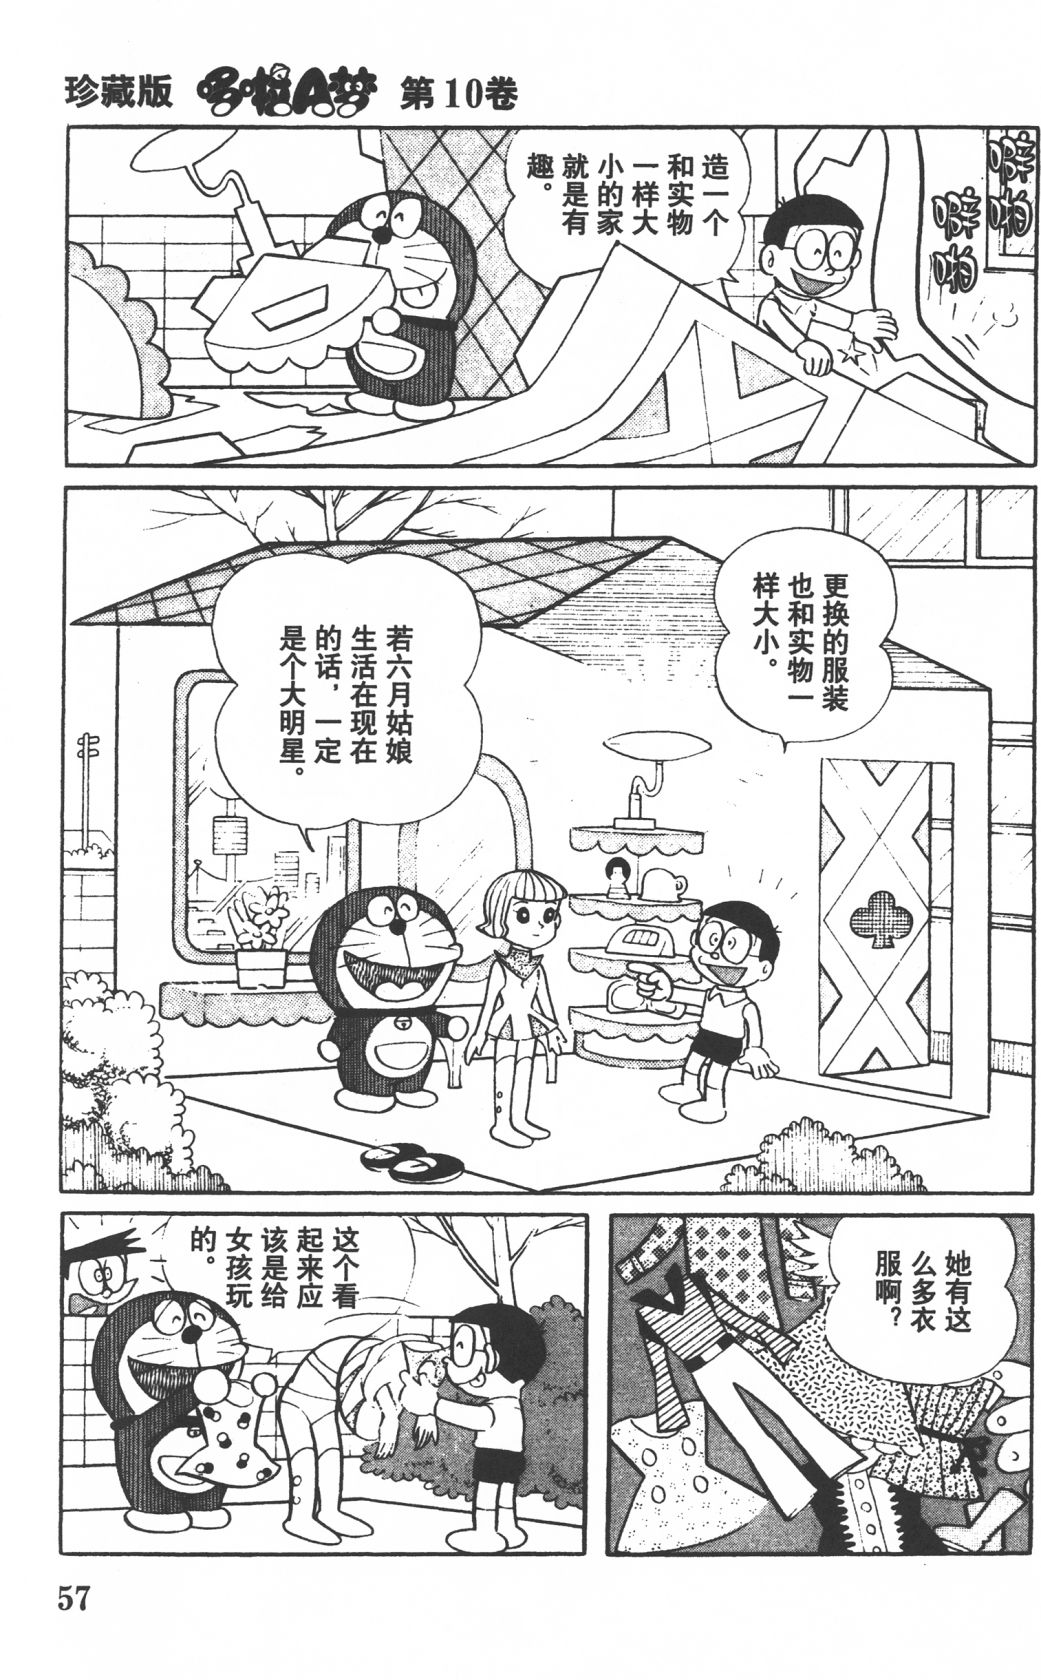 珍藏版 哆啦A梦 第10卷
造一个
和实物
一样大
小的家
就是有
趣。
噼啪
噼啪
更换的服装
也和实物一
样大小。
若六月姑娘
生活在现在
的话，一定
是个大明星。
她有这
么多衣
服啊？
这个看
起来应
该是给
女孩玩
的。
57